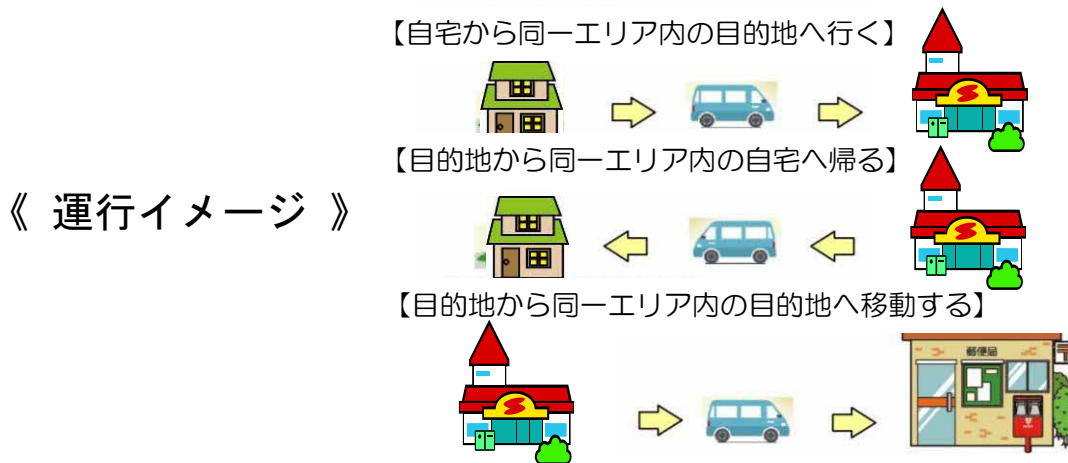 【自宅から同一エリア内の目的地へ行く】
【目的地から同一エリア内の自宅へ帰る】
《 運行イメージ 》
【目的地から同一エリア内の目的地へ移動する】
郵便局